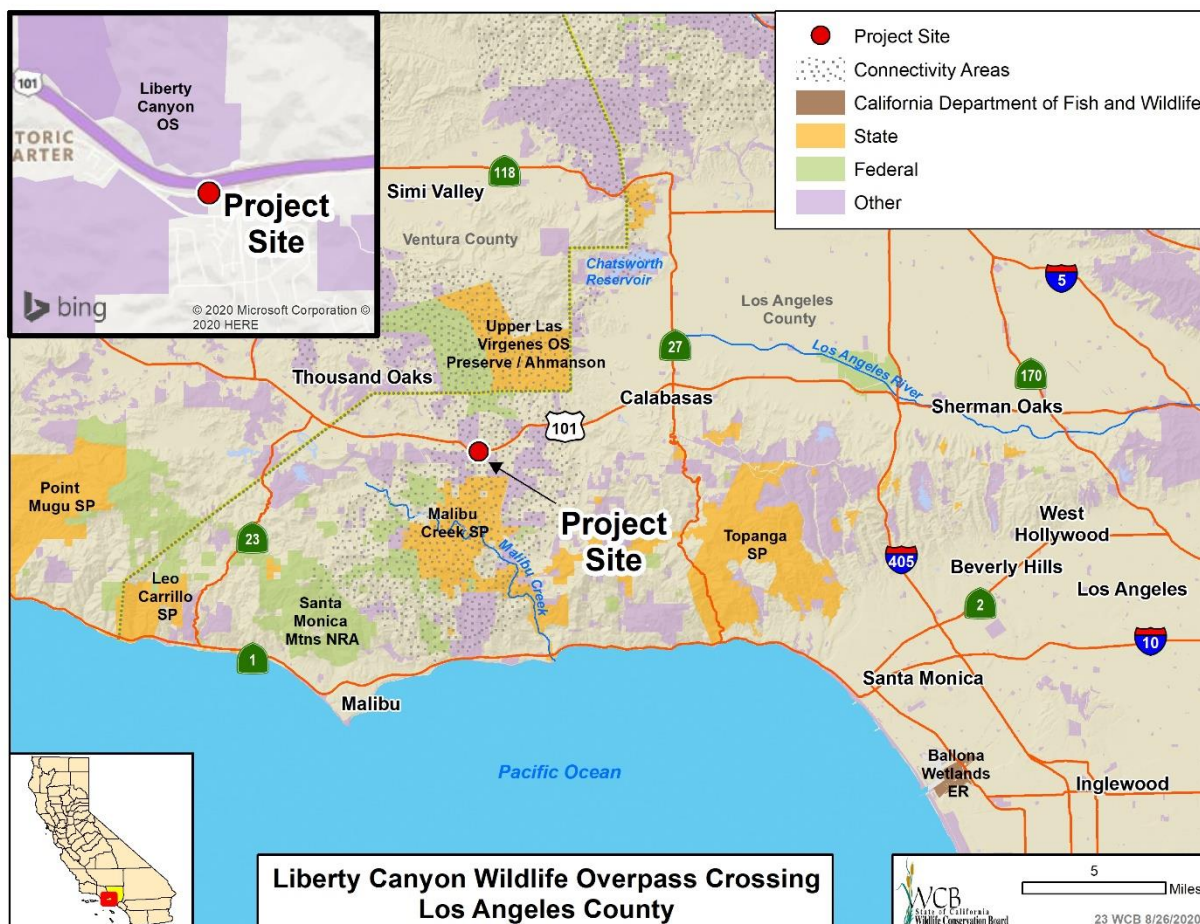 101
Liberty
Canyon
OS
TORIC
ARTER
Project
Site
bing
© 2020 Microsoft Corporation ©
2020 HERE
Project Site
Connectivity Areas
California Department of Fish and Wildlife
State
Federal
Other
118
Simi Valley
Ventura County
Chatsworth
Reservoir
5
Los Angeles
County
Upper Las
Virgenes OS
Preserve / Ahmanson
27
Los Angeles River
170
Thousand Oaks
Calabasas
Sherman Oaks
101
Point
Mugu SP
Malibu
Creek SP
Project
Site
Malibu Creek
Topanga
SP
West
Hollywood
23
405
Beverly Hills
Leo
Carrillo
SP
Santa
Monica
Mtns NRA
2
Los Angeles
10
1
Santa Monica
Malibu
Pacific Ocean
Ballona
Wetlands
ER
Inglewood
Liberty Canyon Wildlife Overpass Crossing
Los Angeles County
WCB
State of California
Wildlife Conservation Board
5
Miles
23 WCB 8/26/2020